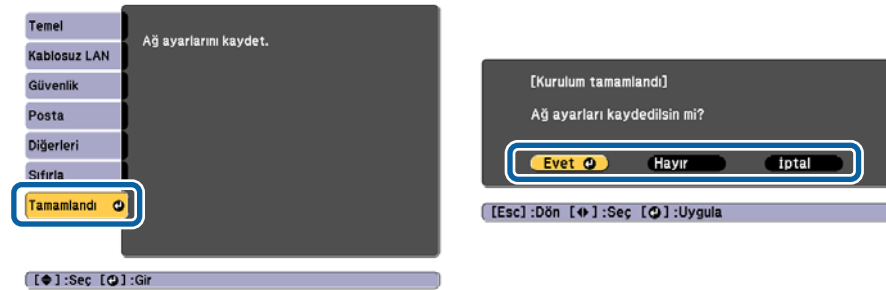 Temel
Kablosuz LAN
Güvenlik
Posta
Diğerleri
Sıfırla
Tamamlandı
Ağ ayarlarını kaydet.
[ ] :Seç [ ] :Gir
[Kurulum tamamlandı]
Ağ ayarları kaydedilsin mi?
Evet Hayır İptal
[Esc] :Dön [ ] :Seç [ ] :Uygula